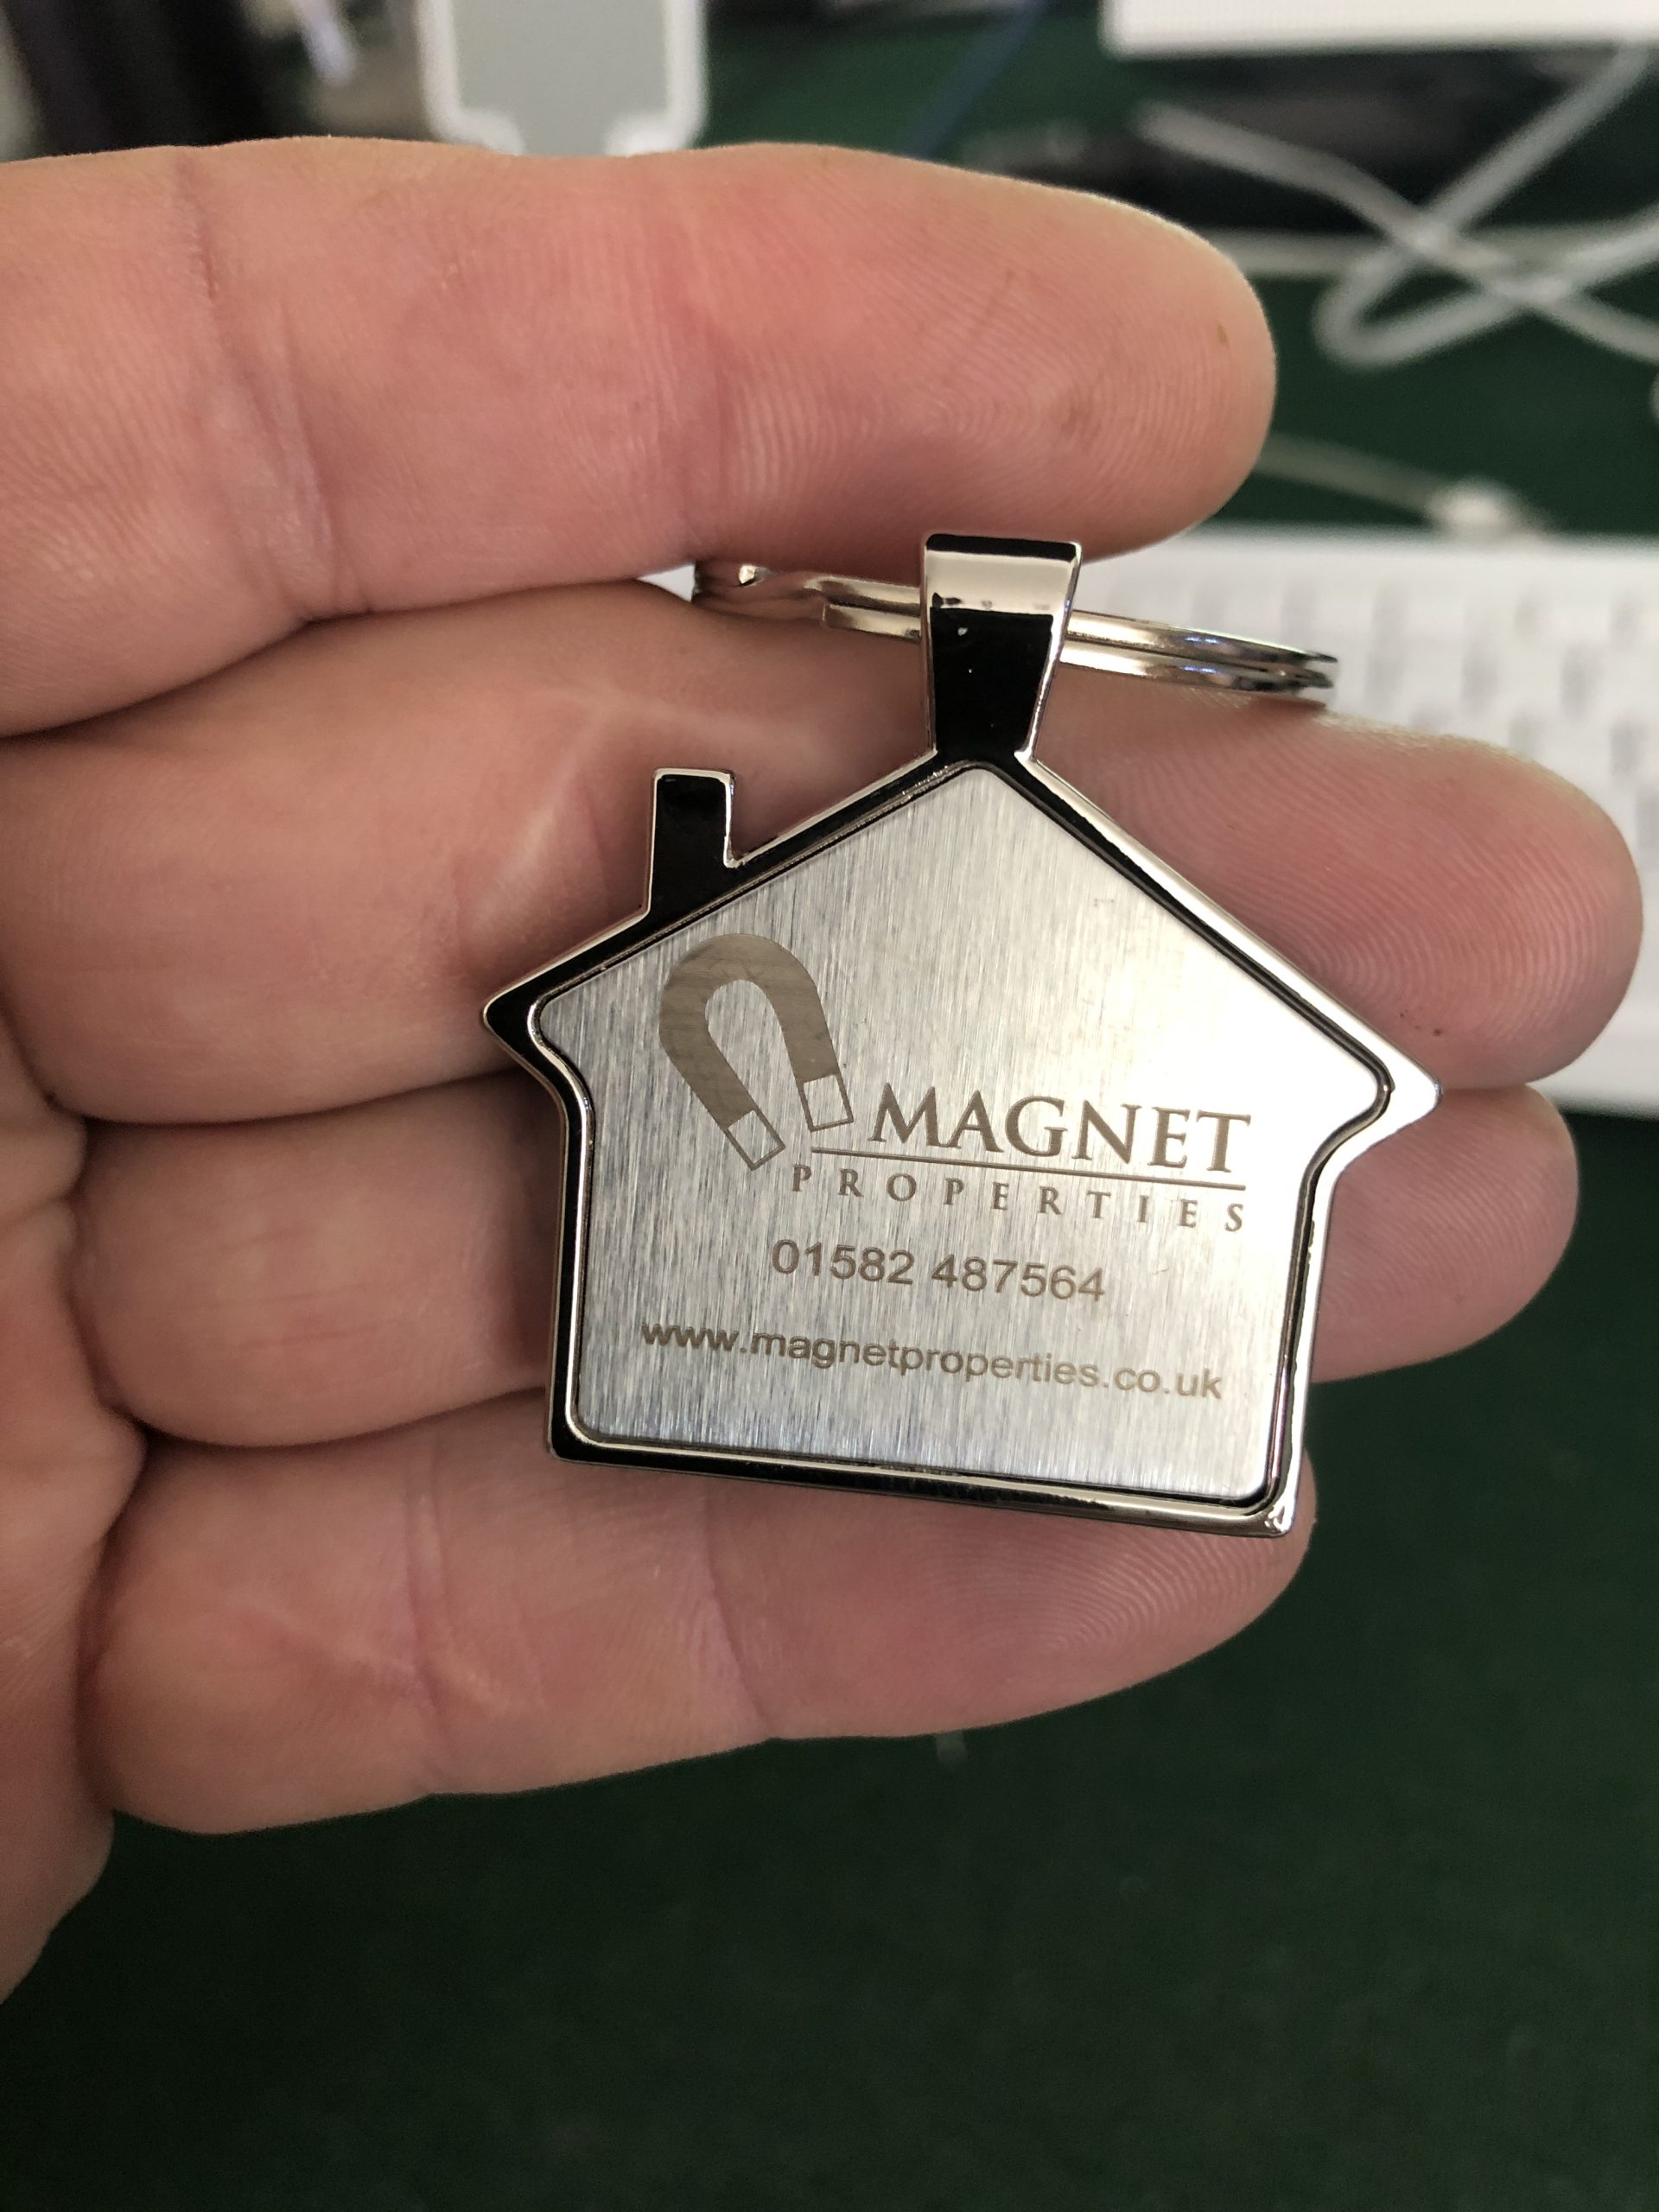 MAGNET
PROPERTIES
01582 487564
www.magnetproperties.co.uk